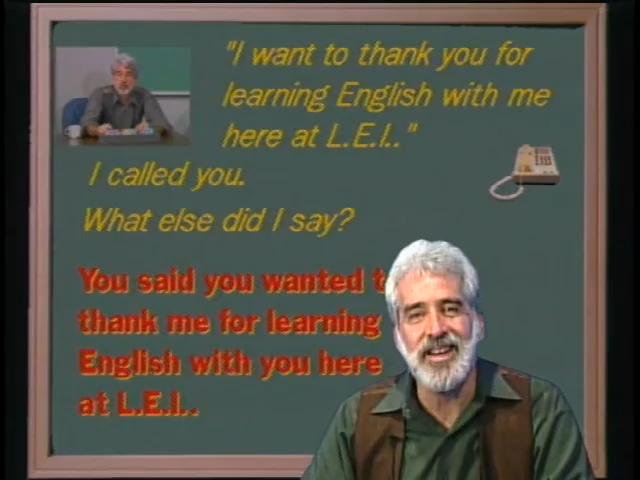 "I want to thank you for
learning English with me
here at L.E.I.."
I called you.
What else did I say?
You said you wanted t
thank me for learning
English with you here
at L.E.I..